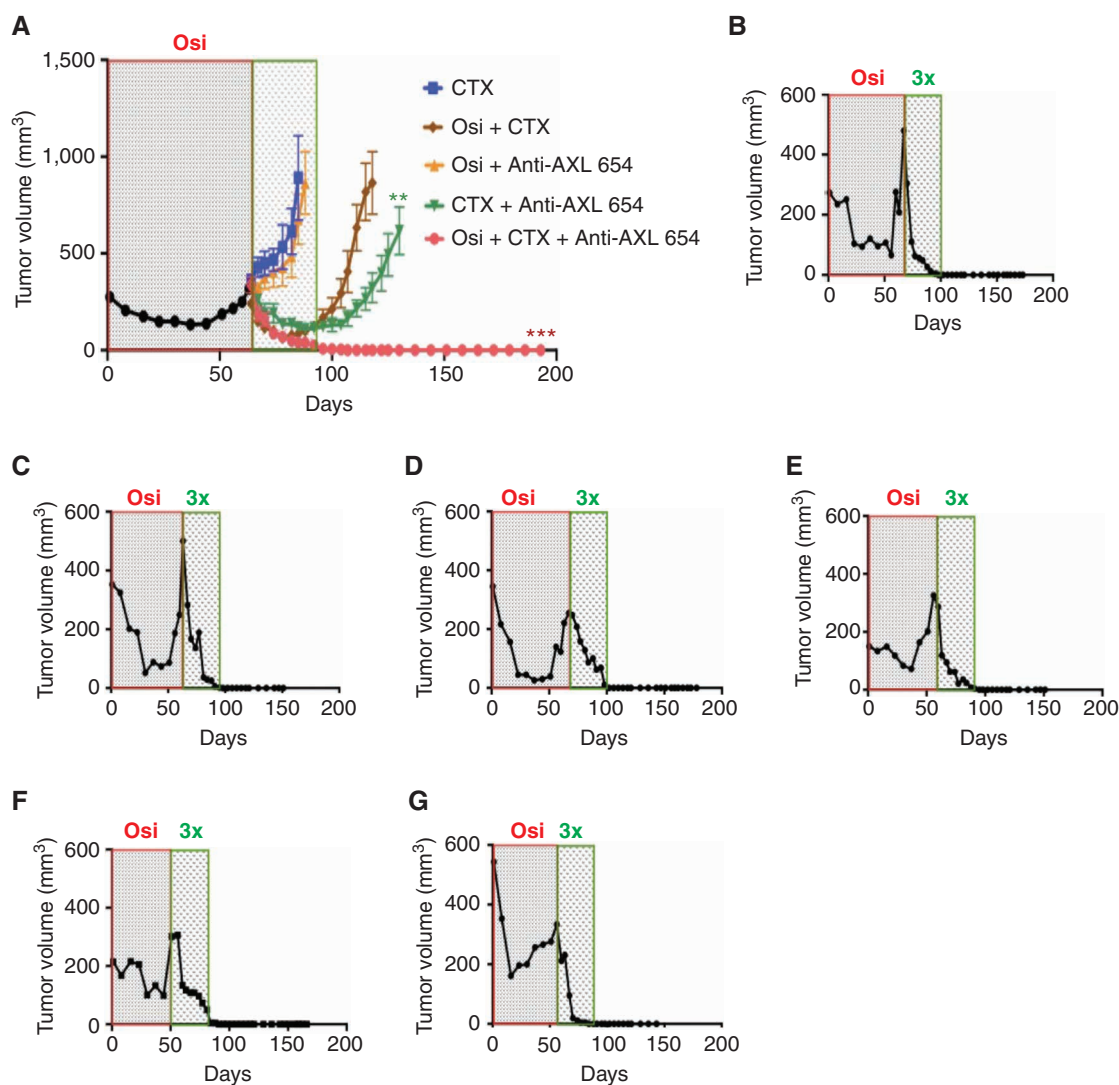 A
Osi
Tumor volume (mm³)
1,500
1,000
500
0
0 50 100 150 200
Days
CTX
Osi + CTX
Osi + Anti-AXL 654
CTX + Anti-AXL 654
Osi + CTX + Anti-AXL 654
**
***
B
Osi 3x
Tumor volume (mm³)
600
400
200
0
0 50 100 150 200
Days
C
Osi 3x
Tumor volume (mm³)
600
400
200
0
0 50 100 150 200
Days
D
Osi 3x
Tumor volume (mm³)
600
400
200
0
0 50 100 150 200
Days
E
Osi 3x
Tumor volume (mm³)
600
400
200
0
0 50 100 150 200
Days
F
Osi 3x
Tumor volume (mm³)
600
400
200
0
0 50 100 150 200
Days
G
Osi 3x
Tumor volume (mm³)
600
400
200
0
0 50 100 150 200
Days